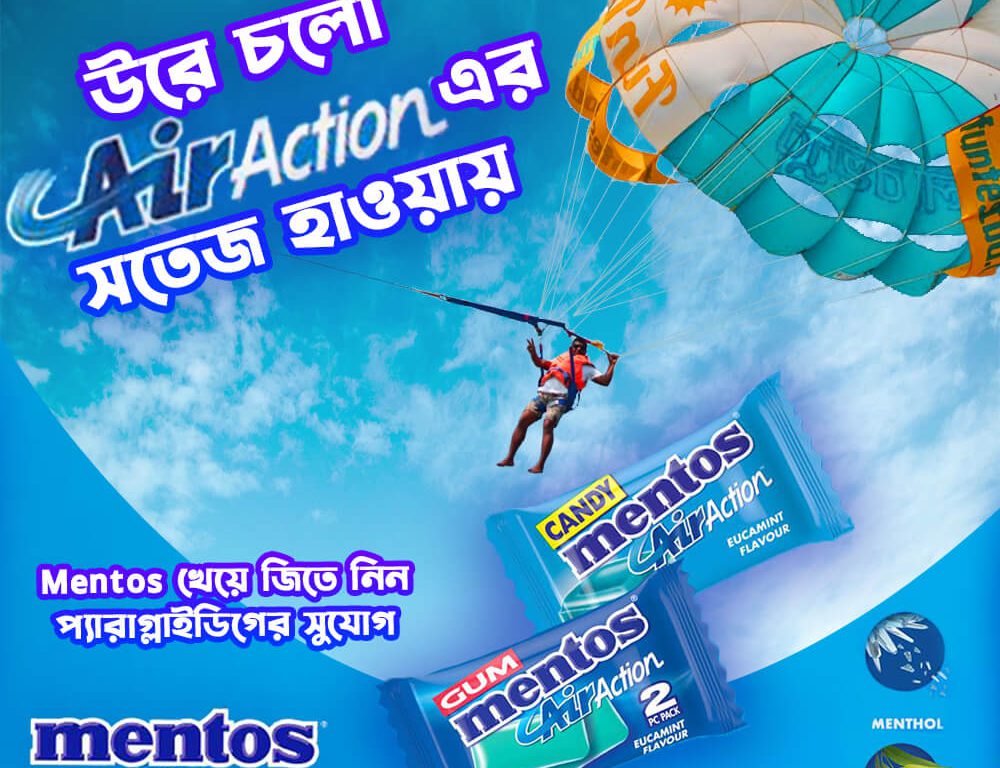 উরে চলো
AirAction এর
সতেজ হাওয়ায়
Mentos খেয়ে জিতে নিন
প্যারাগ্লাইডিগের সুযোগ
CANDY
mentos
AirAction
EUCAMINT
FLAVOUR
GUM
mentos
AirAction
2
PC PACK
EUCAMINT
FLAVOUR
mentos
MENTHOL